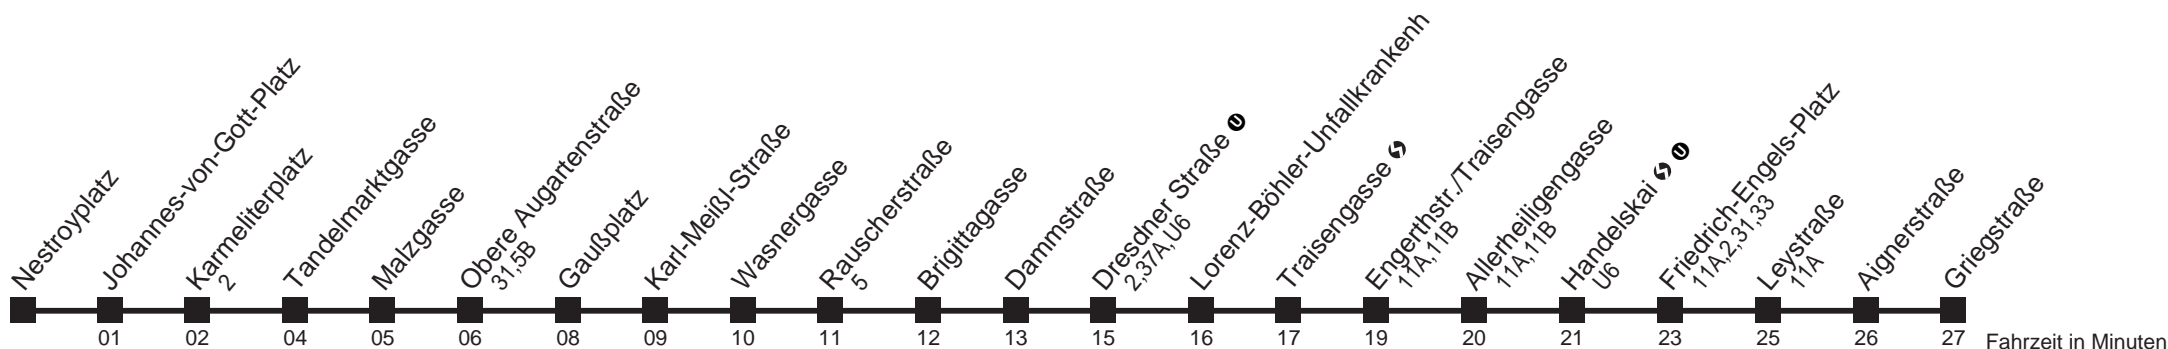 Nestroyplatz
Johannes-von-Gott-Platz
Karmeliterplatz
2
Tandelmarktgasse
Malzgasse
Obere Augartenstraße
31,5B
Gaußplatz
Karl-Meißl-Straße
Wasnergasse
Rauscherstraße
5
Brigittagasse
Dammstraße
Dresdner Straße U
2,37A,U6
Lorenz-Böhler-Unfallkrankenh
Traisengasse
Engerthstr./Traisengasse
11A,11B
Allerheiligengasse
11A,11B
Handelskai U
U6
Friedrich-Engels-Platz
11A,2,31,33
Leystraße
11A
Aignerstraße
Griegstraße
01 02 04 05 06 08 09 10 11 12 13 15 16 17 19 20 21 23 25 26 27 Fahrzeit in Minuten